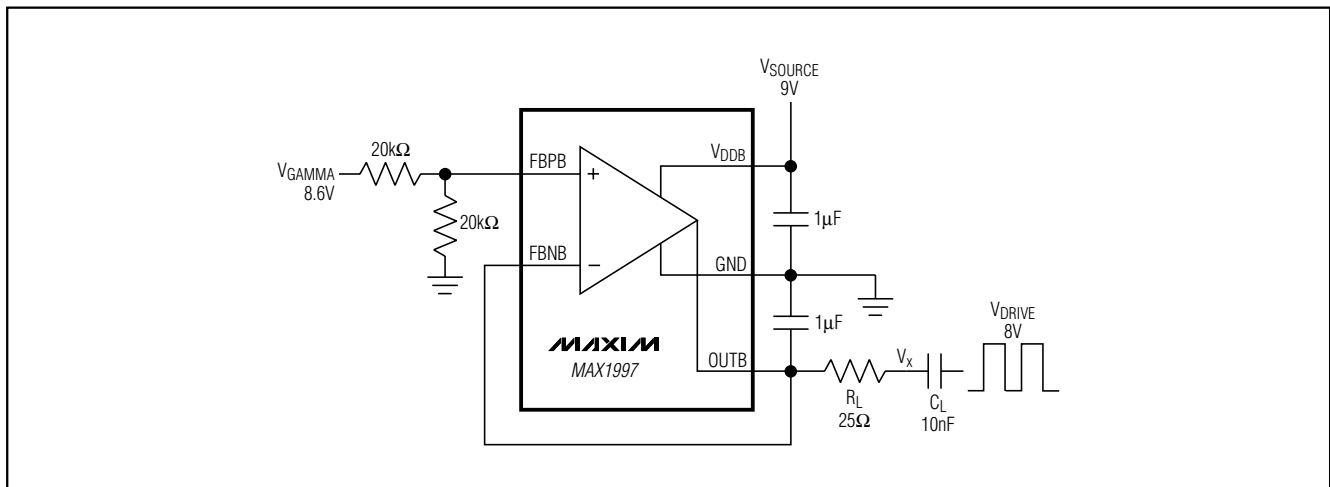 VSOURCE
9V
VDDB
20kΩ
FBPB
VGAMMA
8.6V
+
20kΩ
1µF
FBNB
−
GND
1µF
VDRIVE
8V
MAXIM
MAX1997
OUTB
Vx
RL
25Ω
CL
10nF